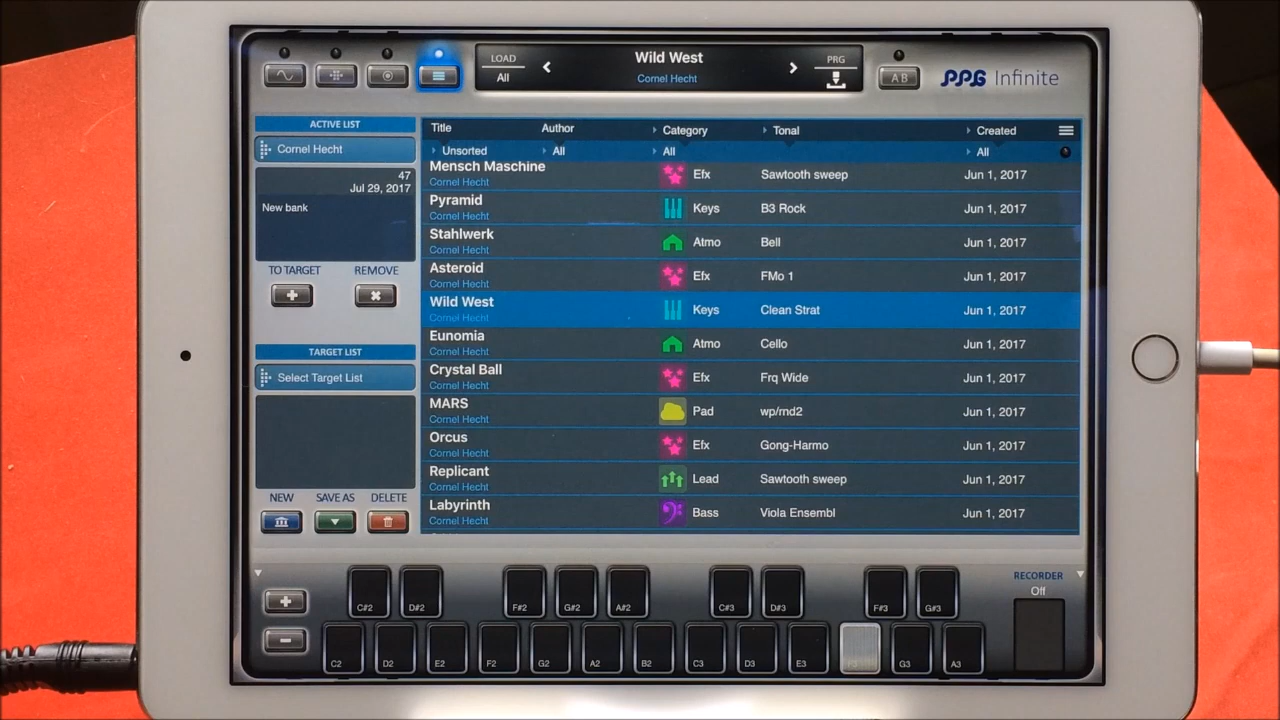 LOAD
All
Wild West
Cornel Hecht
PRG
A B
PPG Infinite
ACTIVE LIST
Cornel Hecht
47
Jul 29, 2017
New bank
TO TARGET REMOVE
TARGET LIST
Select Target List
NEW SAVE AS DELETE
Title Author Category Tonal Created
Unsorted All All All
Mensch Maschine
Cornel Hecht Efx Sawtooth sweep Jun 1, 2017
Pyramid
Cornel Hecht Keys B3 Rock Jun 1, 2017
Stahlwerk
Cornel Hecht Atmo Bell Jun 1, 2017
Asteroid
Cornel Hecht Efx FMo 1 Jun 1, 2017
Wild West
Cornel Hecht Keys Clean Strat Jun 1, 2017
Eunomia
Cornel Hecht Atmo Cello Jun 1, 2017
Crystal Ball
Cornel Hecht Efx Frq Wide Jun 1, 2017
MARS
Cornel Hecht Pad wp/rnd2 Jun 1, 2017
Orcus
Cornel Hecht Efx Gong-Harmo Jun 1, 2017
Replicant
Cornel Hecht Lead Sawtooth sweep Jun 1, 2017
Labyrinth
Cornel Hecht Bass Viola Ensembl Jun 1, 2017
RECORDER
Off
C#2 D#2 F#2 G#2 A#2 C#3 D#3 F#3 G#3
C2 D2 E2 F2 G2 A2 B2 C3 D3 E3 F3 G3 A3